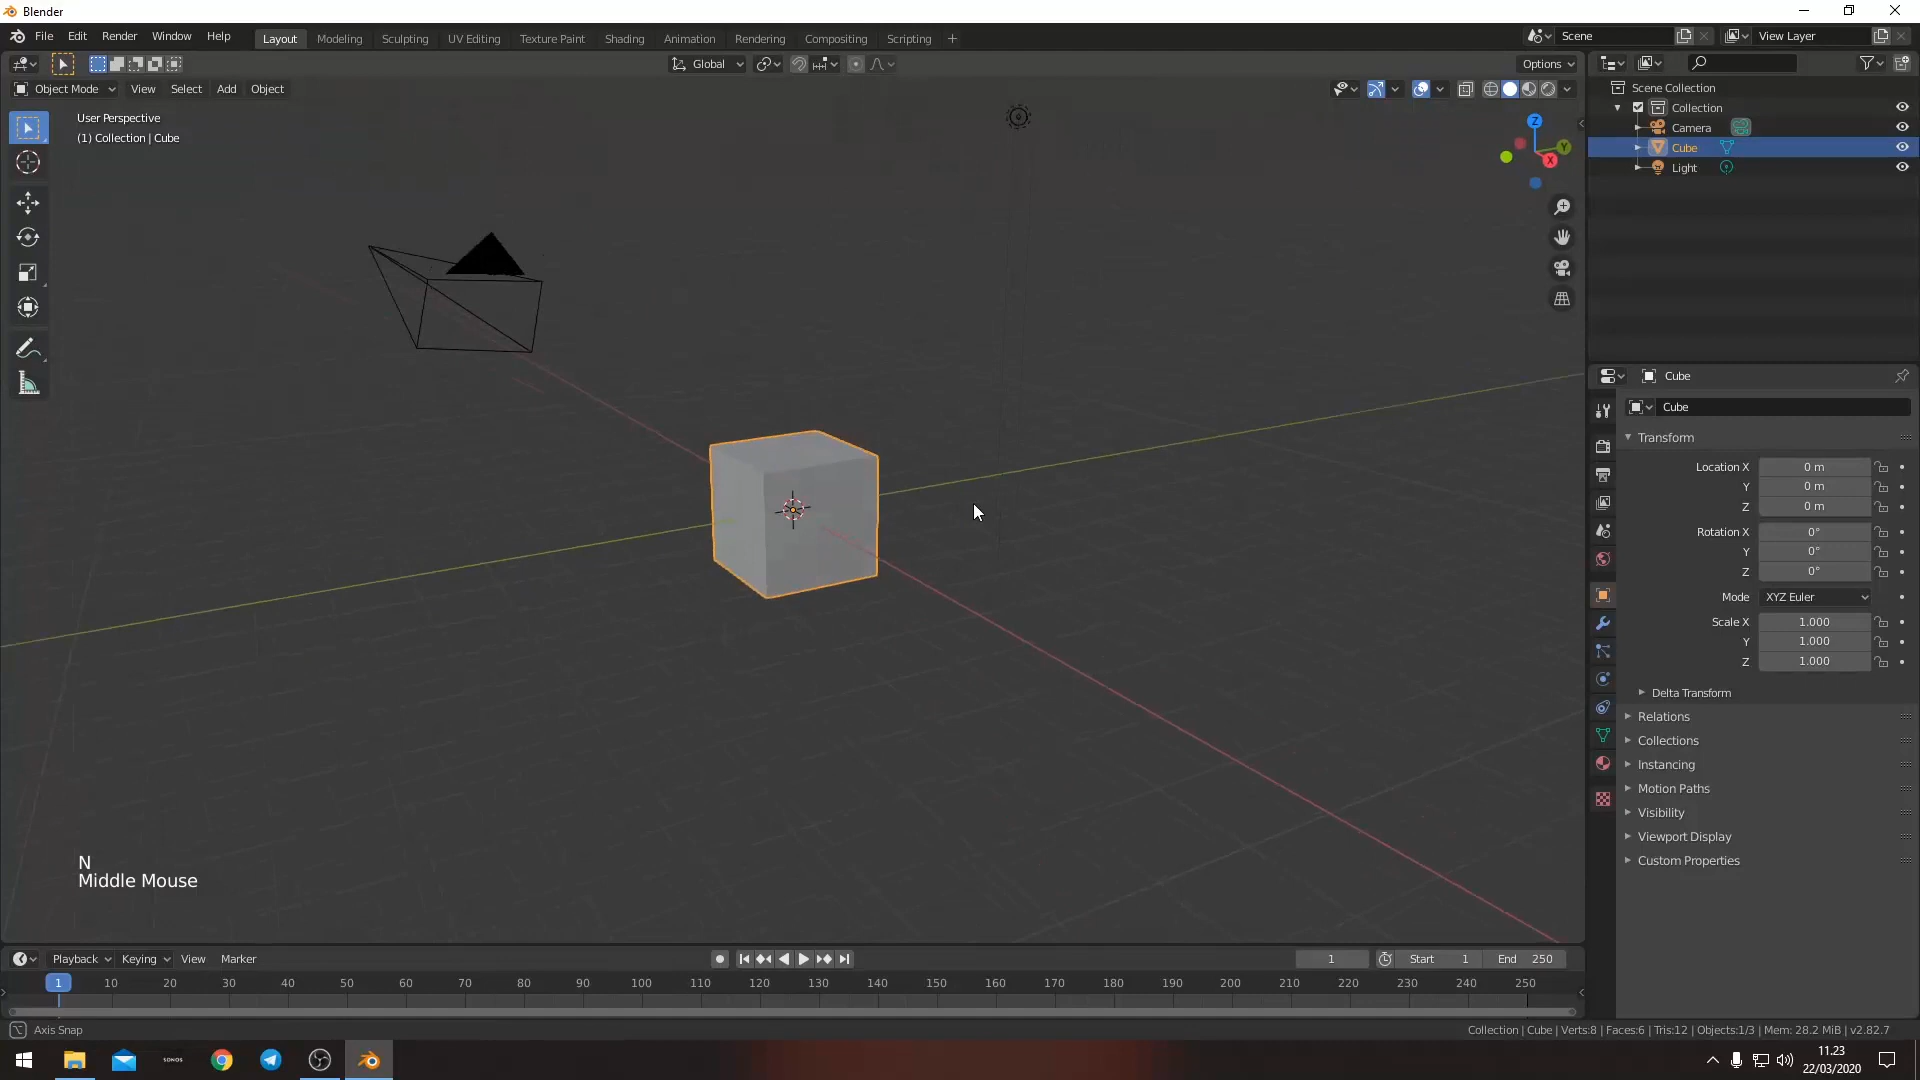 Blender
File Edit Render Window Help Layout Modeling Sculpting UV Editing Texture Paint Shading Animation Rendering Compositing Scripting + Scene View Layer
Global Options
Object Mode View Select Add Object
User Perspective
(1) Collection | Cube
Z
Y
X
Scene Collection
Collection
Camera
Cube
Light
Cube
Cube
Transform
Location X 0 m
Y 0 m
Z 0 m
Rotation X 0°
Y 0°
Z 0°
Mode XYZ Euler
Scale X 1.000
Y 1.000
Z 1.000
Delta Transform
Relations
Collections
Instancing
Motion Paths
Visibility
Viewport Display
Custom Properties
N
Middle Mouse
Playback Keying View Marker 1 Start 1 End 250
1 10 20 30 40 50 60 70 80 90 100 110 120 130 140 150 160 170 180 190 200 210 220 230 240 250
Axis Snap Collection | Cube | Verts:8 | Faces:6 | Tris:12 | Objects:1/3 | Mem: 28.2 MiB | v2.82.7
SONOS
11.23
22/03/2020